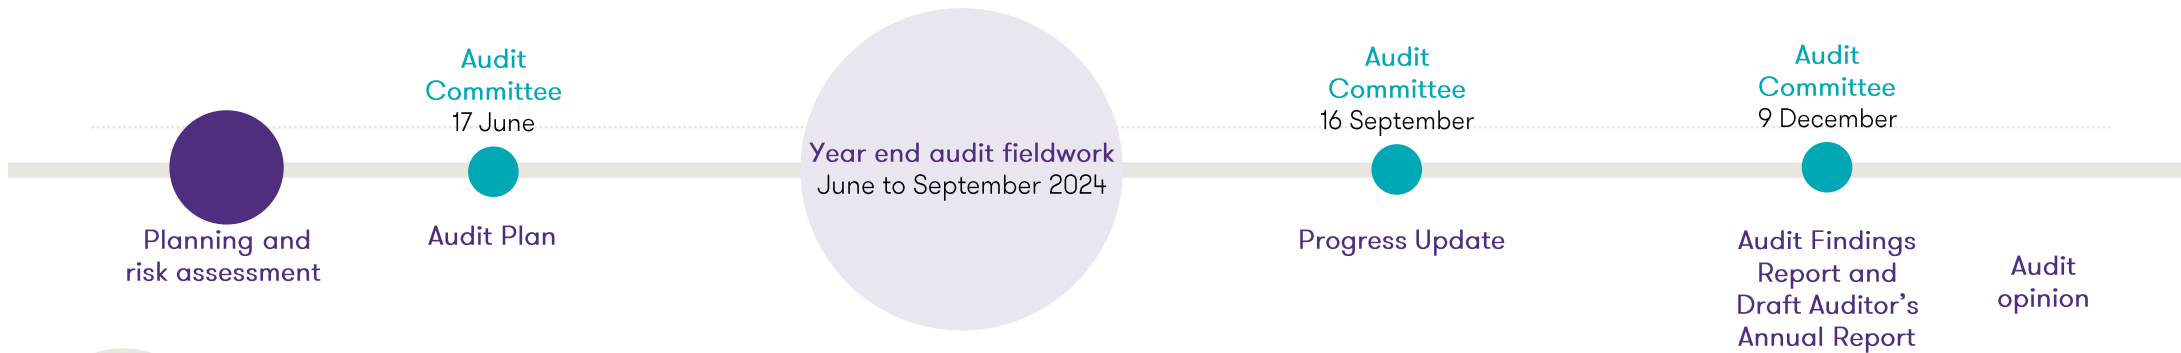 Planning and
risk assessment
Audit
Committee
17 June
Audit Plan
Year end audit fieldwork
June to September 2024
Audit
Committee
16 September
Progress Update
Audit
Committee
9 December
Audit Findings
Report and
Draft Auditor’s
Annual Report
Audit
opinion